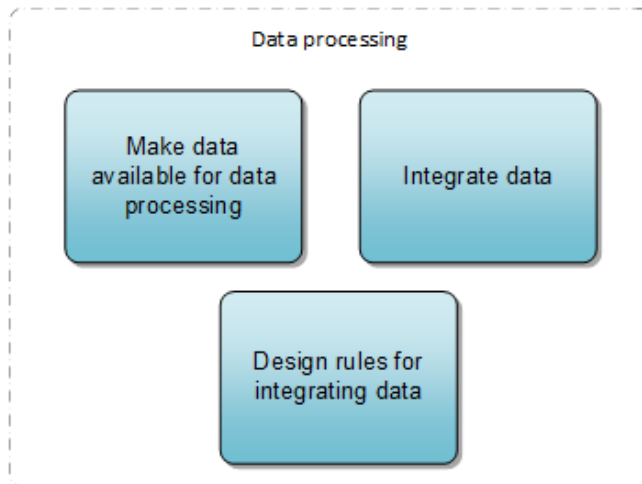 Data processing
Make data
available for data
processing
Integrate data
Design rules for
integrating data